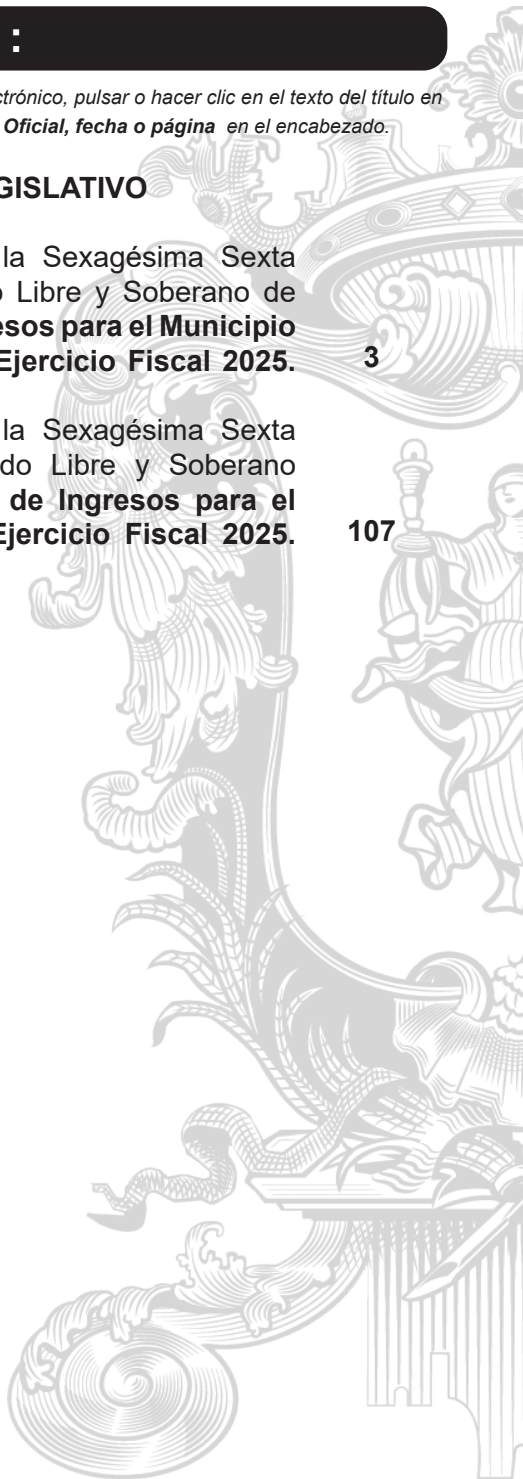 :
ctrónico, pulsar o hacer clic en el texto del título en
Oficial, fecha o página en el encabezado.
GISLATIVO
la Sexagésima Sexta
o Libre y Soberano de
esos para el Municipio
Ejercicio Fiscal 2025. 3
la Sexagésima Sexta
do Libre y Soberano
de Ingresos para el
Ejercicio Fiscal 2025. 107